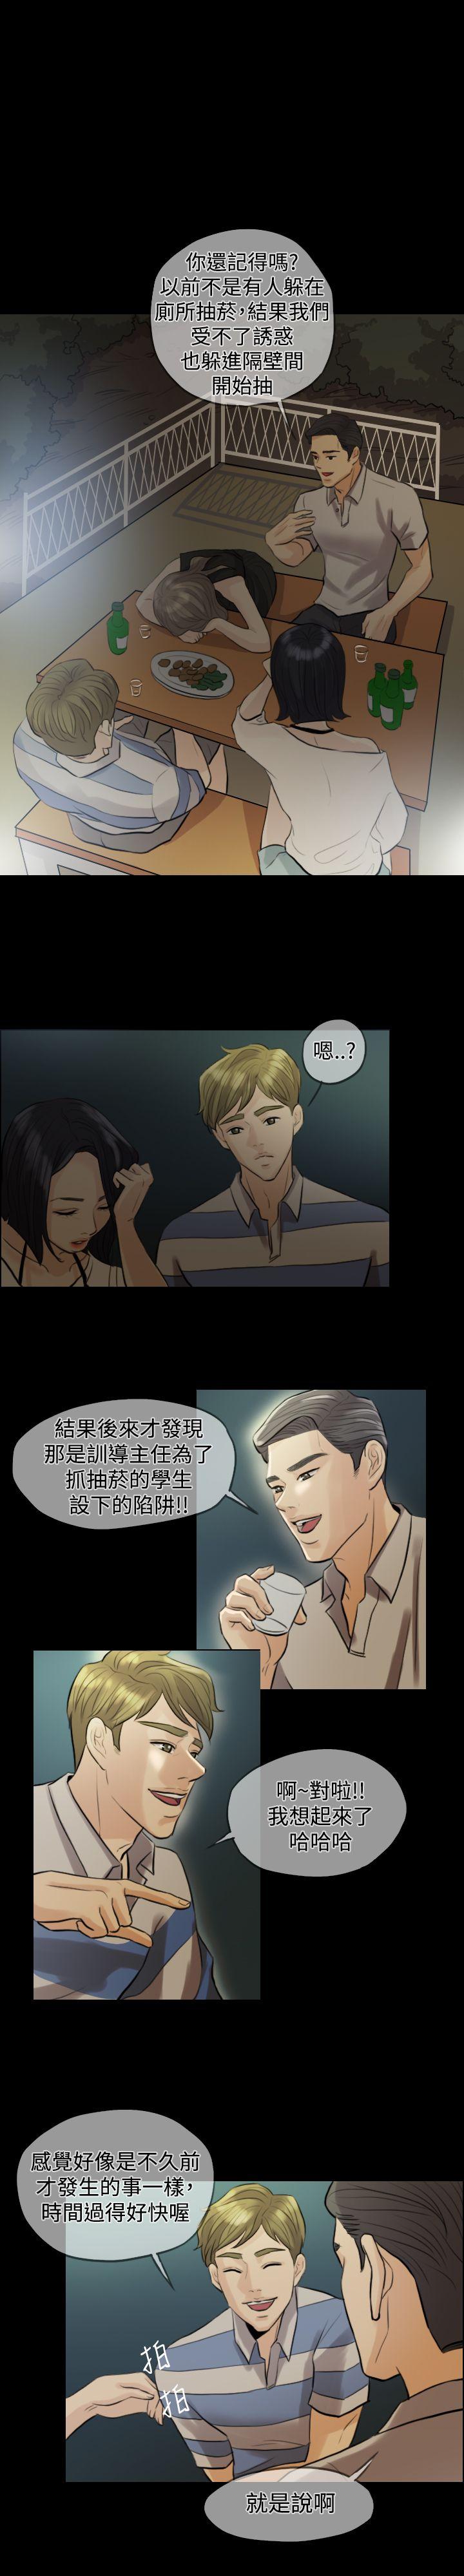 你還記得嗎?
以前不是有人躲在
廁所抽菸,結果我們
受不了誘惑
也躲進隔壁間
開始抽
嗯..?
結果後來才發現
那是訓導主任為了
抓抽菸的學生
設下的陷阱!!
啊~對啦!!
我想起來了
哈哈哈
感覺好像是不久前
才發生的事一樣,
時間過得好快喔
拍
拍
就是說啊